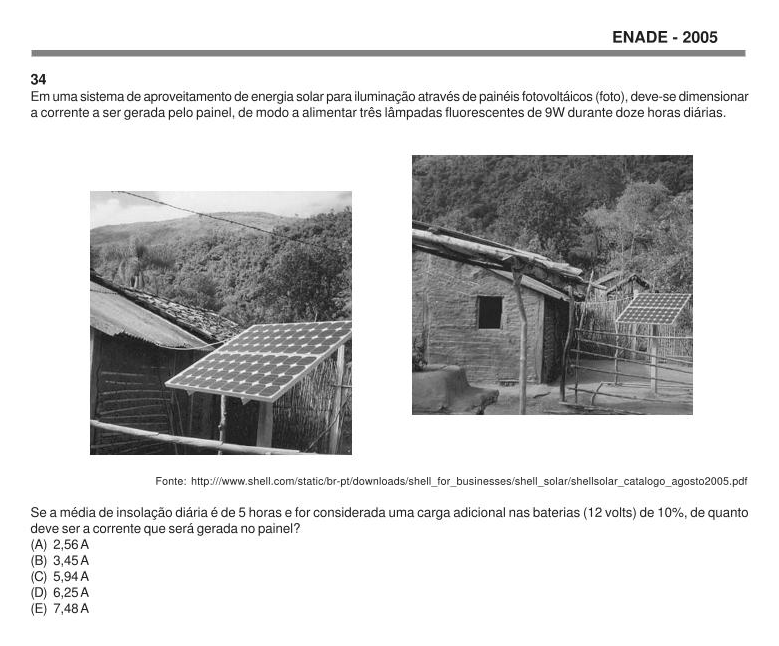 ENADE - 2005
34
Em uma sistema de aproveitamento de energia solar para iluminação através de painéis fotovoltáicos (foto), deve-se dimensionar
a corrente a ser gerada pelo painel, de modo a alimentar três lâmpadas fluorescentes de 9W durante doze horas diárias.
Fonte: http:///www.shell.com/static/br-pt/downloads/shell_for_businesses/shell_solar/shellsolar_catalogo_agosto2005.pdf
Se a média de insolação diária é de 5 horas e for considerada uma carga adicional nas baterias (12 volts) de 10%, de quanto
deve ser a corrente que será gerada no painel?
(A) 2,56 A
(B) 3,45 A
(C) 5,94 A
(D) 6,25 A
(E) 7,48 A